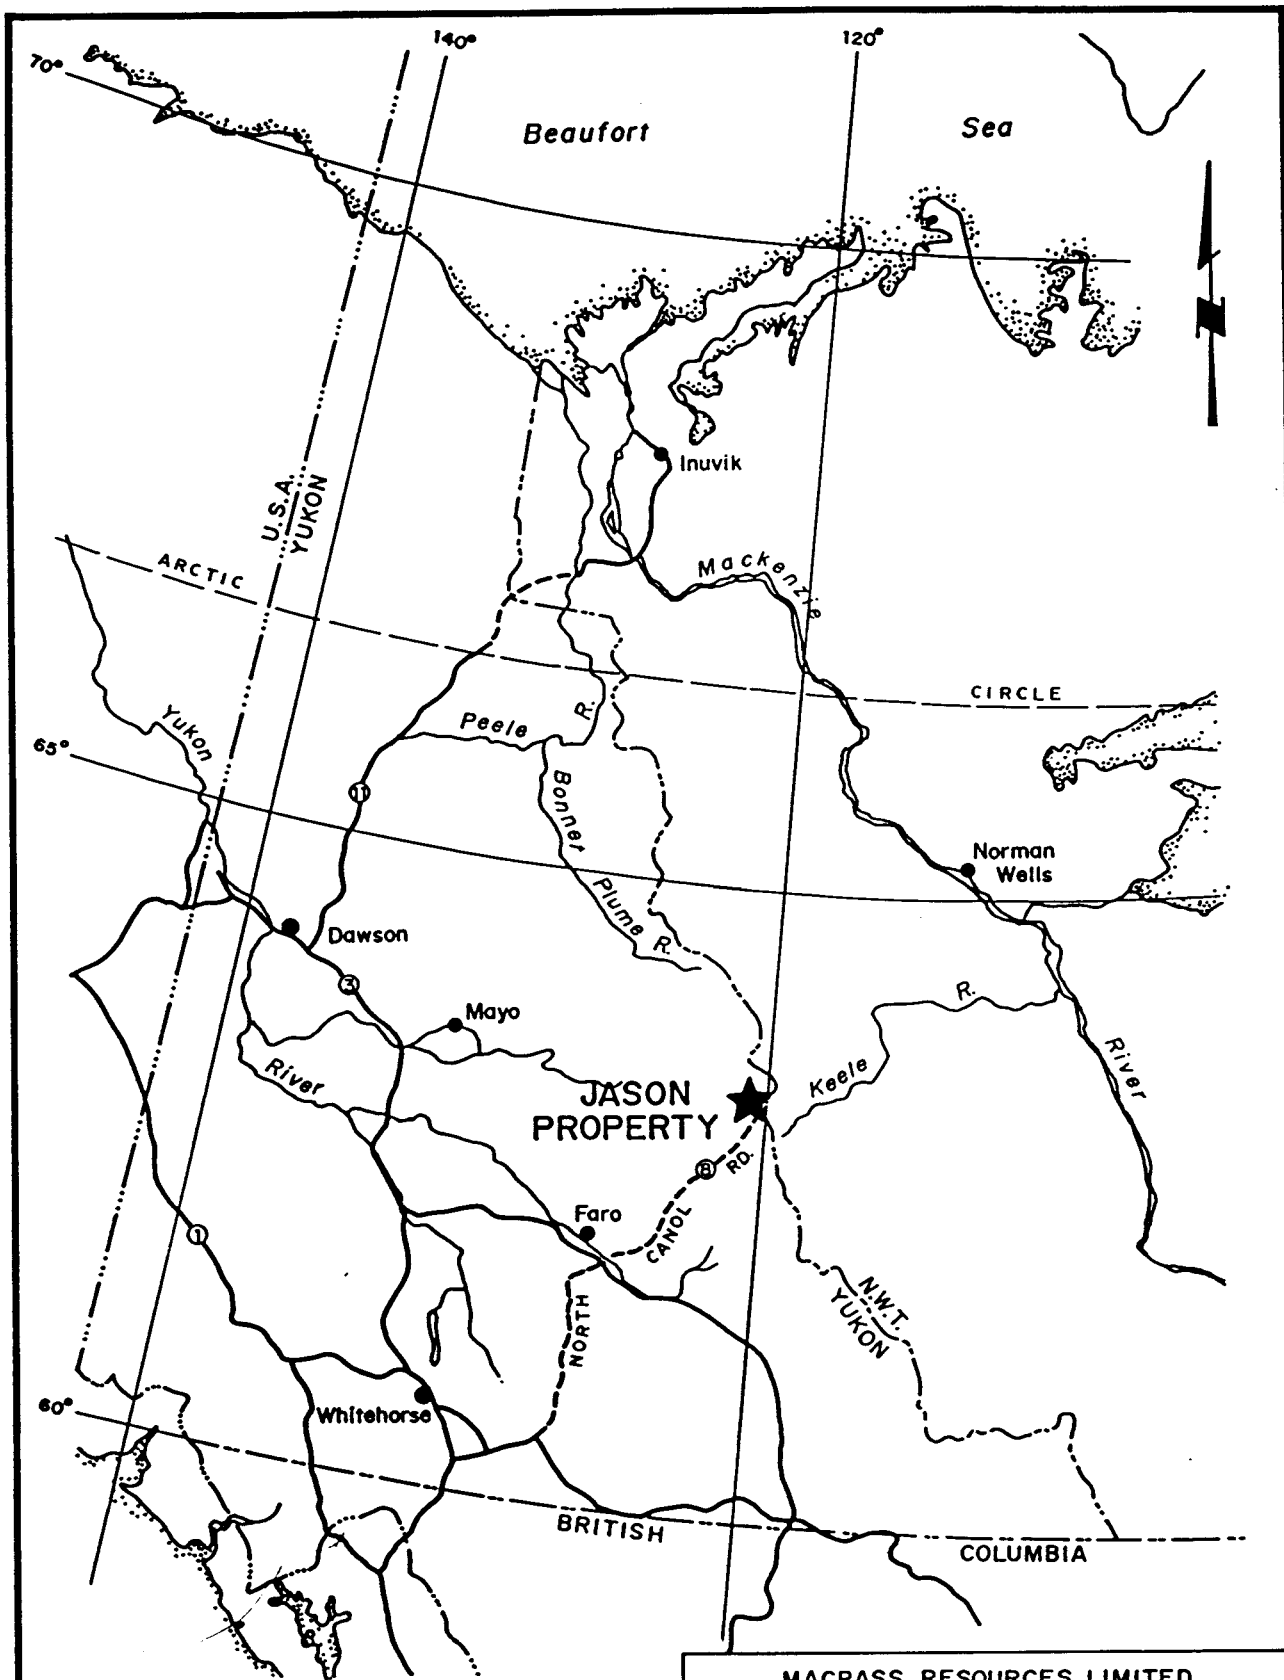 140°
120°
70°
Beaufort Sea
Inuvik
U.S.A.
YUKON
ARCTIC CIRCLE
Mackenzie
Yukon
Peele R.
65°
11
Bonner
Plume R.
Norman
Wells
Dawson
3
Mayo
R.
Keele
River
River
JASON
PROPERTY
8
RD.
CANOL
Faro
1
NORTH
N.W.T.
YUKON
60°
Whitehorse
BRITISH COLUMBIA
MACPASS RESOURCES LIMITED